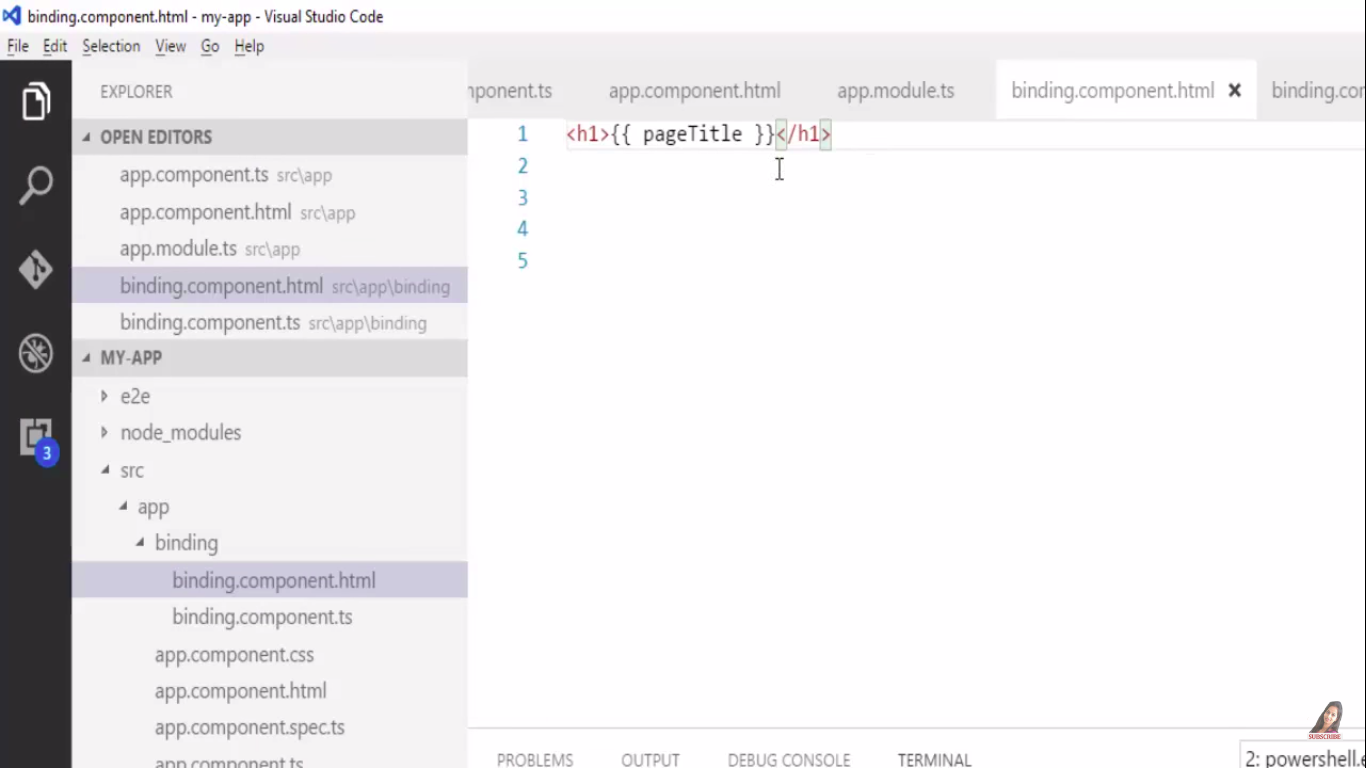 binding.component.html - my-app - Visual Studio Code
File Edit Selection View Go Help
EXPLORER
OPEN EDITORS
app.component.ts src\app
app.component.html src\app
app.module.ts src\app
binding.component.html src\app\binding
binding.component.ts src\app\binding
MY-APP
e2e
node_modules
src
app
binding
binding.component.html
binding.component.ts
app.component.css
app.component.html
app.component.spec.ts
app.component.ts
3
nponent.ts app.component.html app.module.ts binding.component.html binding.cor
1 <h1>{{ pageTitle }}</h1>
2
3
4
5
PROBLEMS OUTPUT DEBUG CONSOLE TERMINAL 2: powershell.e
SUBSCRIBE